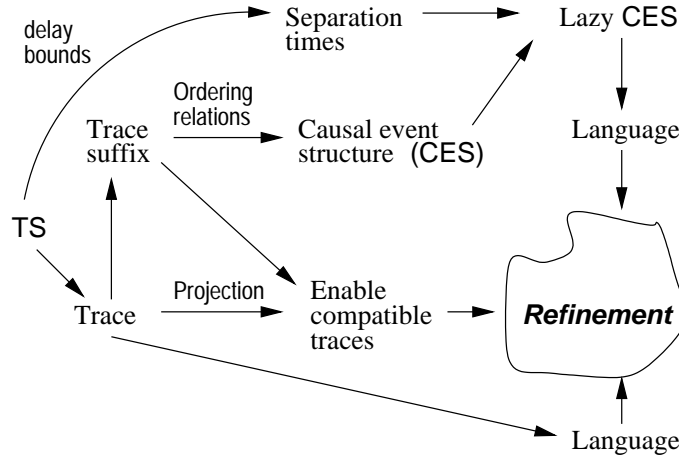 delay
bounds
Separation
times
Lazy CES
Ordering
relations
Trace
suffix
Causal event
structure (CES)
Language
TS
Trace
Projection
Enable
compatible
traces
Refinement
Language